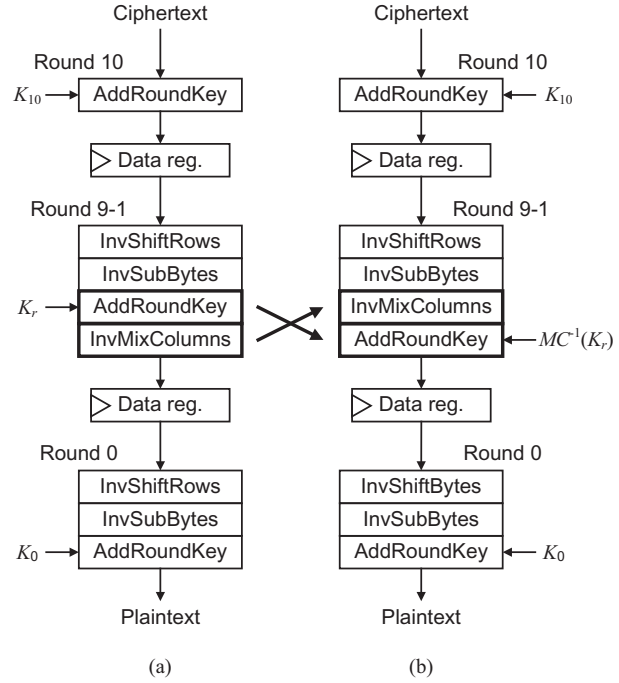 Ciphertext
Round 10
K10
AddRoundKey
Data reg.
Round 9-1
InvShiftRows
InvSubBytes
Kr
AddRoundKey
InvMixColumns
Data reg.
Round 0
InvShiftRows
InvSubBytes
K0
AddRoundKey
Plaintext
(a)
Ciphertext
Round 10
AddRoundKey
K10
Data reg.
Round 9-1
InvShiftRows
InvSubBytes
InvMixColumns
AddRoundKey
MC-1(Kr)
Data reg.
Round 0
InvShiftBytes
InvSubBytes
AddRoundKey
K0
Plaintext
(b)